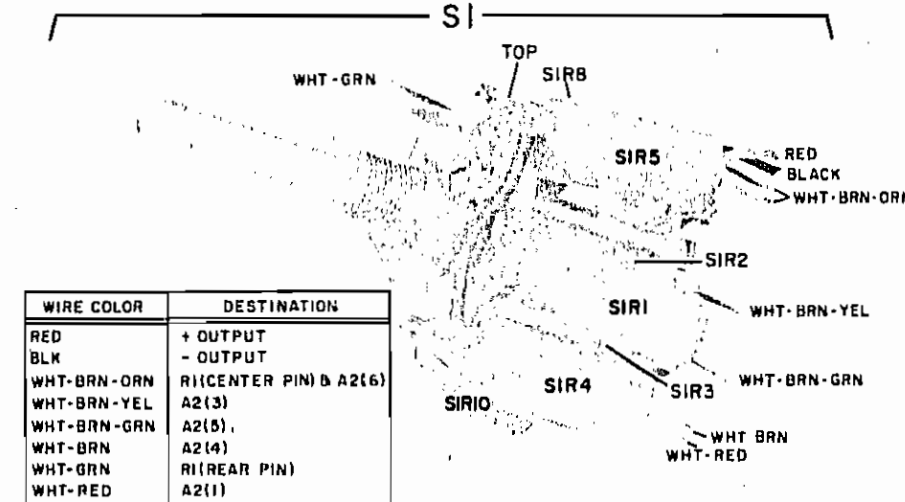 S1
TOP
WHT-GRN
S1R8
S1R5
RED
BLACK
WHT-BRN-ORN
S1R2
S1R1
WHT-BRN-YEL
S1R3
WHT-BRN-GRN
S1R4
S1R10
WHT BRN
WHT-RED
WIRE COLOR DESTINATION
RED + OUTPUT
BLK - OUTPUT
WHT-BRN-ORN R1(CENTER PIN) & A2(6)
WHT-BRN-YEL A2(3)
WHT-BRN-GRN A2(5)
WHT-BRN A2(4)
WHT-GRN R1(REAR PIN)
WHT-RED A2(1)